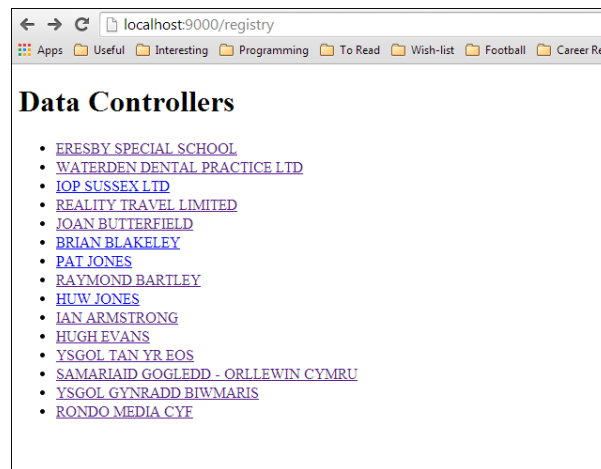 localhost:9000/registry
Apps Useful Interesting Programming To Read Wish-list Football Career Re
Data Controllers
• ERESBY SPECIAL SCHOOL
• WATERDEN DENTAL PRACTICE LTD
• IOP SUSSEX LTD
• REALITY TRAVEL LIMITED
• JOAN BUTTERFIELD
• BRIAN BLAKELEY
• PAT JONES
• RAYMOND BARTLEY
• HUW JONES
• IAN ARMSTRONG
• HUGH EVANS
• YSGOL TAN YR EOS
• SAMARIAID GOGLEDD - ORLLEWIN CYMRU
• YSGOL GYNRADD BIWMARIS
• RONDO MEDIA CYF